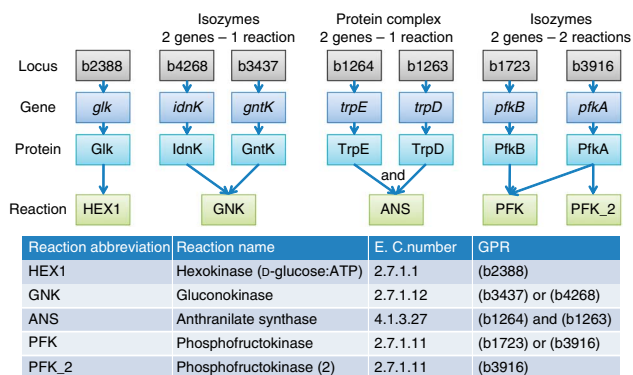 Isozymes Protein complex Isozymes
2 genes – 1 reaction 2 genes – 1 reaction 2 genes – 2 reactions
Locus b2388 b4268 b3437 b1264 b1263 b1723 b3916
Gene glk idnK gntK trpE trpD pfkB pfkA
Protein Glk IdnK GntK TrpE TrpD PfkB PfkA
and
Reaction HEX1 GNK ANS PFK PFK_2
Reaction abbreviation Reaction name E. C.number GPR
HEX1 Hexokinase (D-glucose:ATP) 2.7.1.1 (b2388)
GNK Gluconokinase 2.7.1.12 (b3437) or (b4268)
ANS Anthranilate synthase 4.1.3.27 (b1264) and (b1263)
PFK Phosphofructokinase 2.7.1.11 (b1723) or (b3916)
PFK_2 Phosphofructokinase (2) 2.7.1.11 (b3916)